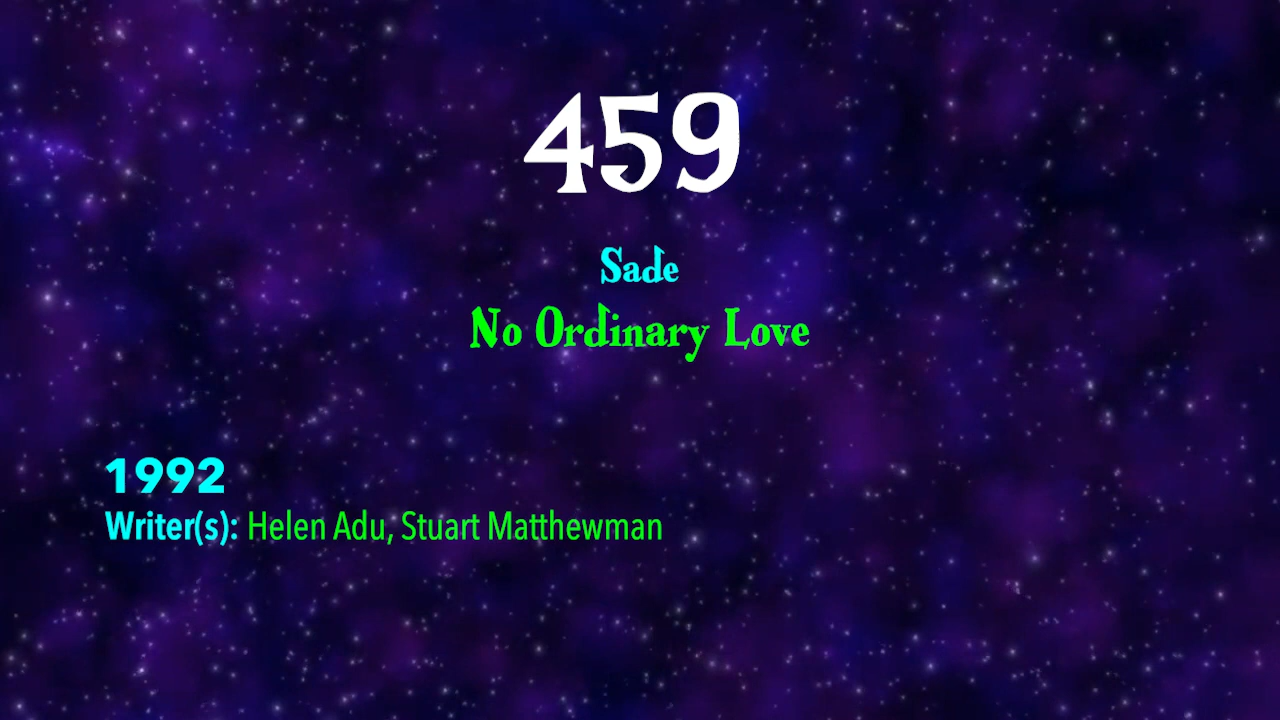 459
Sade
No Ordinary Love
1992
Writer(s): Helen Adu, Stuart Matthewman